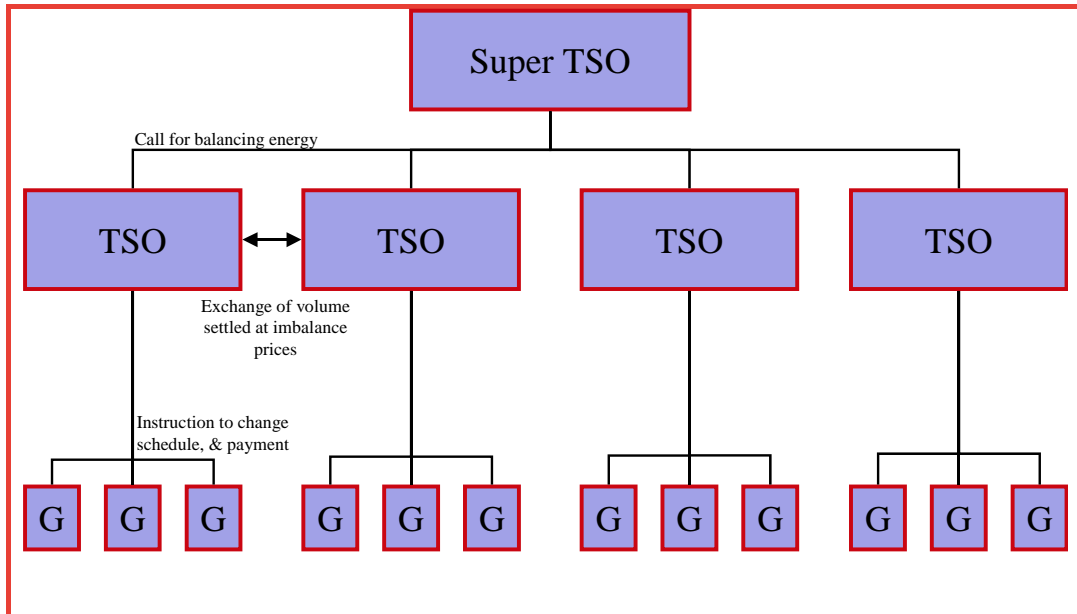 Super TSO
Call for balancing energy
TSO
TSO
TSO
TSO
Exchange of volume
settled at imbalance
prices
Instruction to change
schedule, & payment
G
G
G
G
G
G
G
G
G
G
G
G